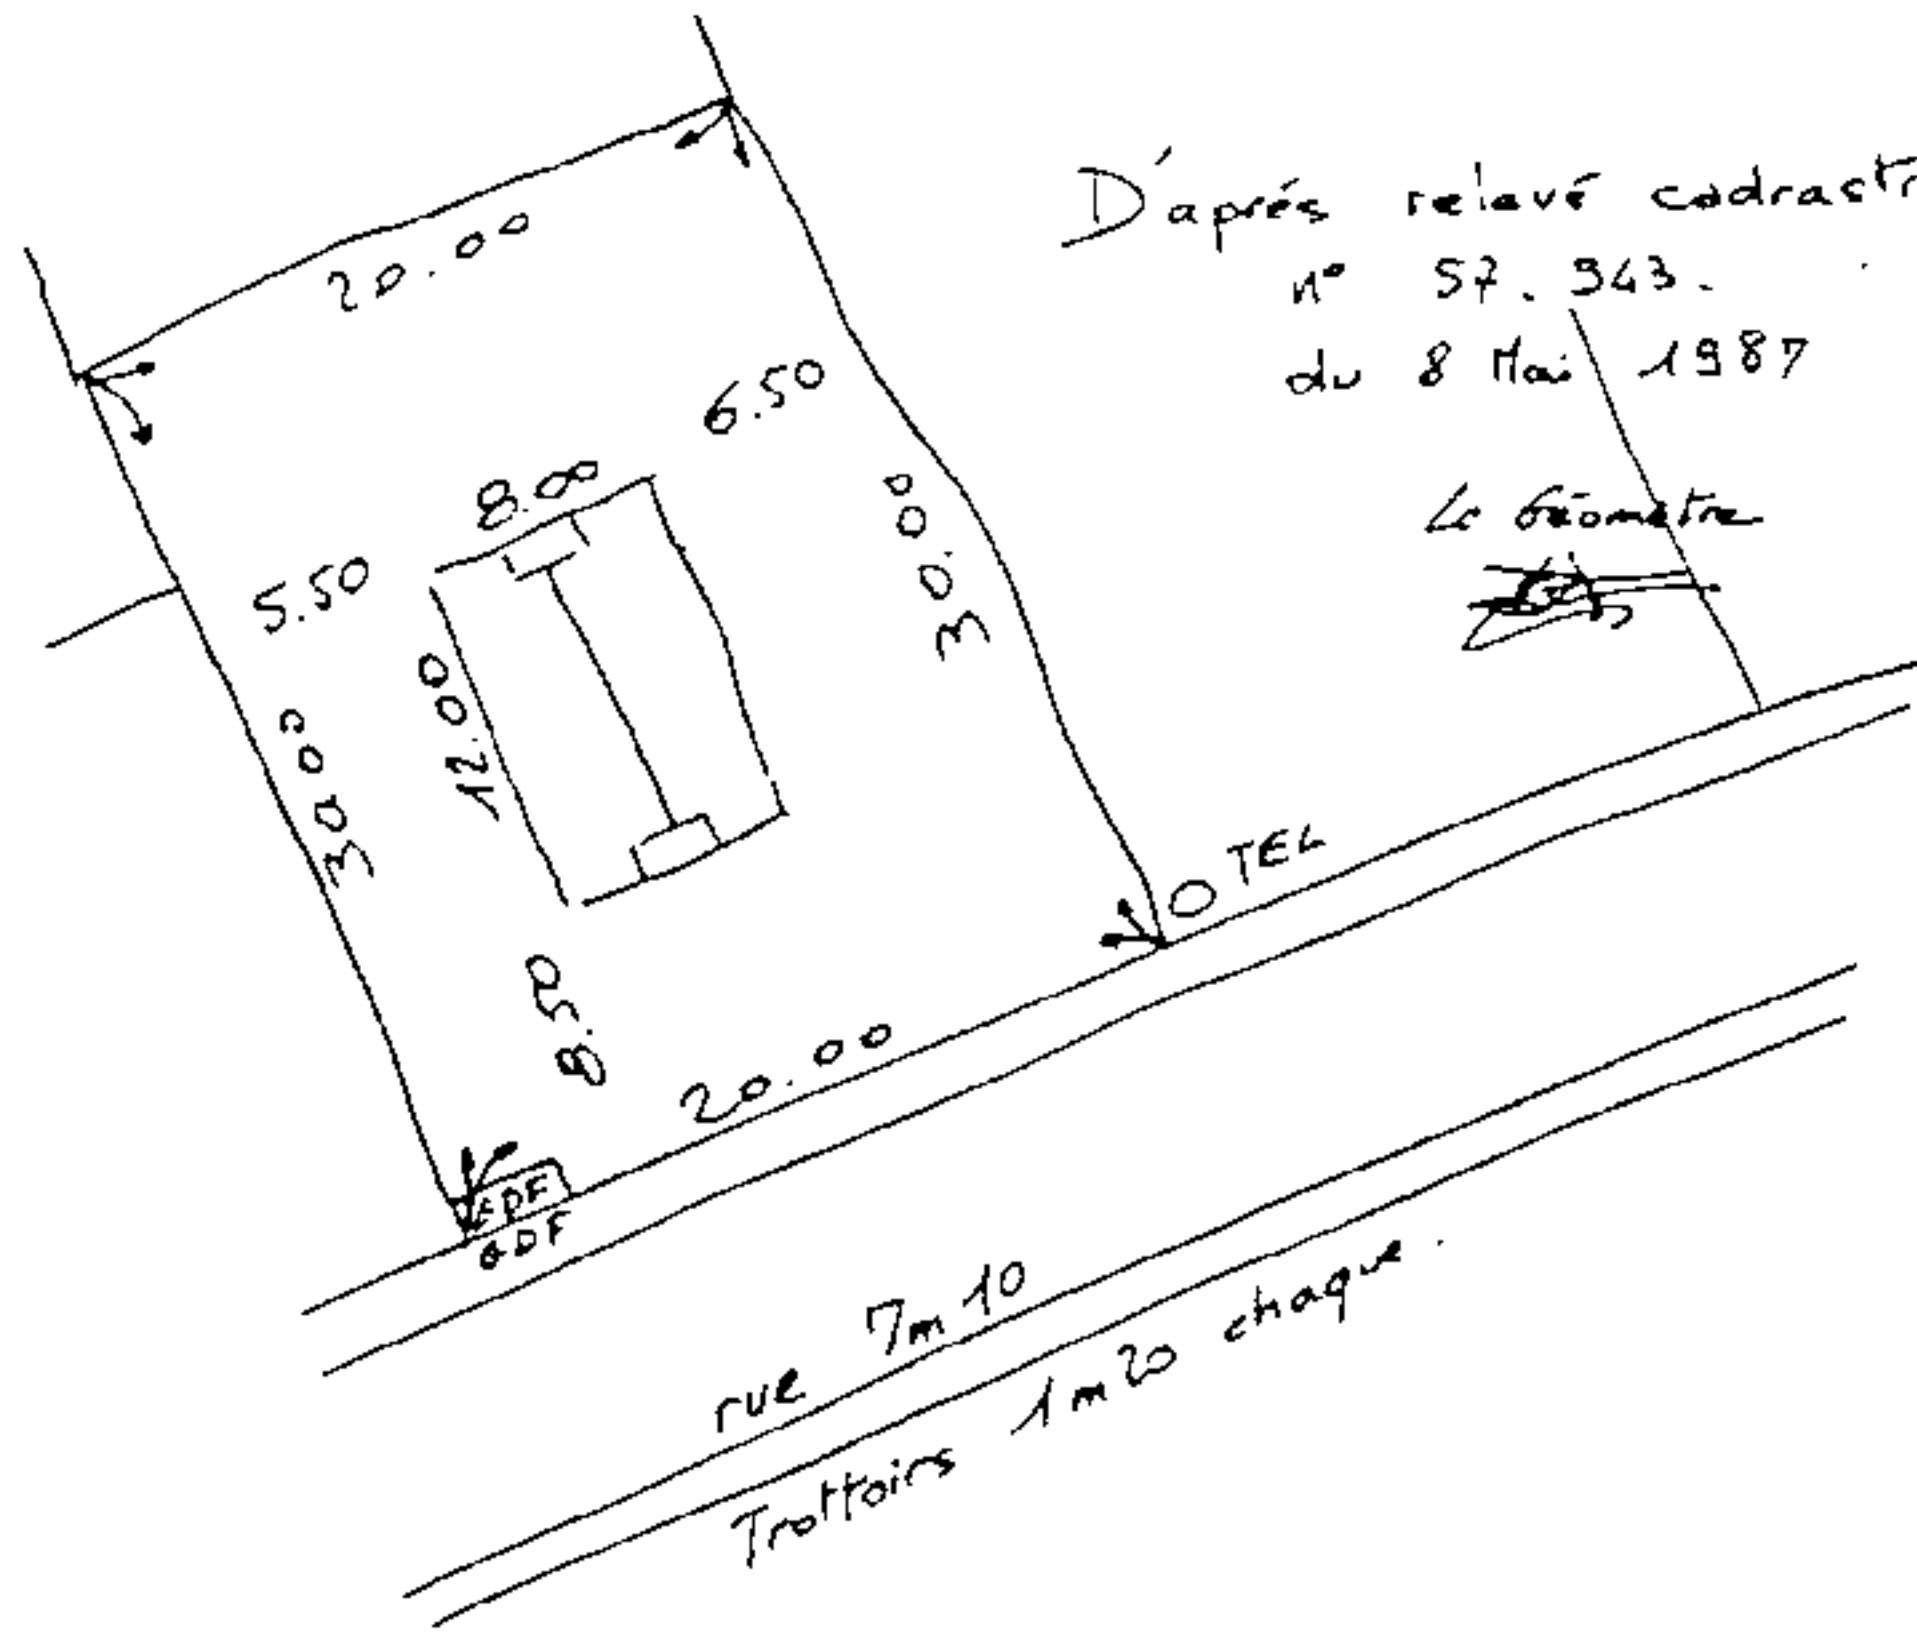 20.00
D'aprés relevé cadrastr
n° 57.943.
du 8 Mai 1987
6.50
8.00
30.00
Le Géomètre
5.50
12.00
30.00
TEL
8.50
20.00
EDF
GDF
rue 7m10
Trottoirs 1m20 chaque.